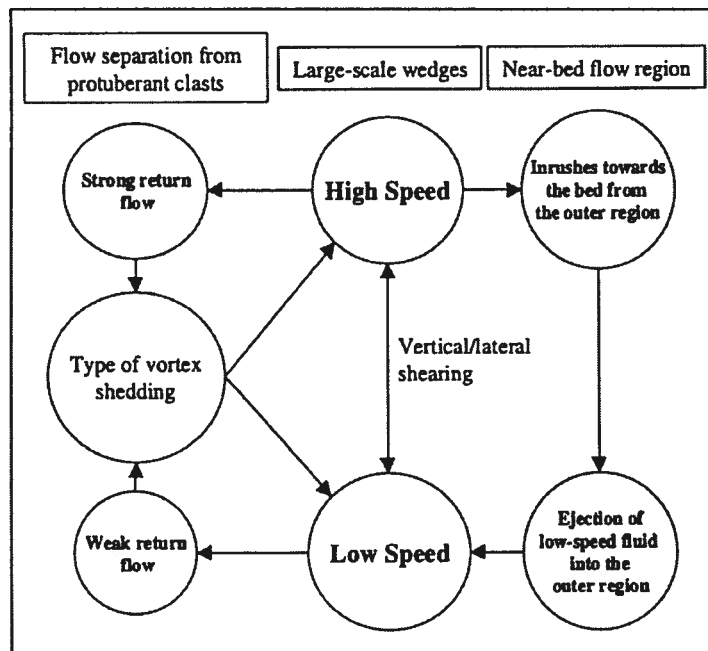 Flow separation from
protuberant clasts
Large-scale wedges
Near-bed flow region
Strong return
flow
High Speed
Inrushes towards
the bed from
the outer region
Type of vortex
shedding
Vertical/lateral
shearing
Weak return
flow
Low Speed
Ejection of
low-speed fluid
into the
outer region